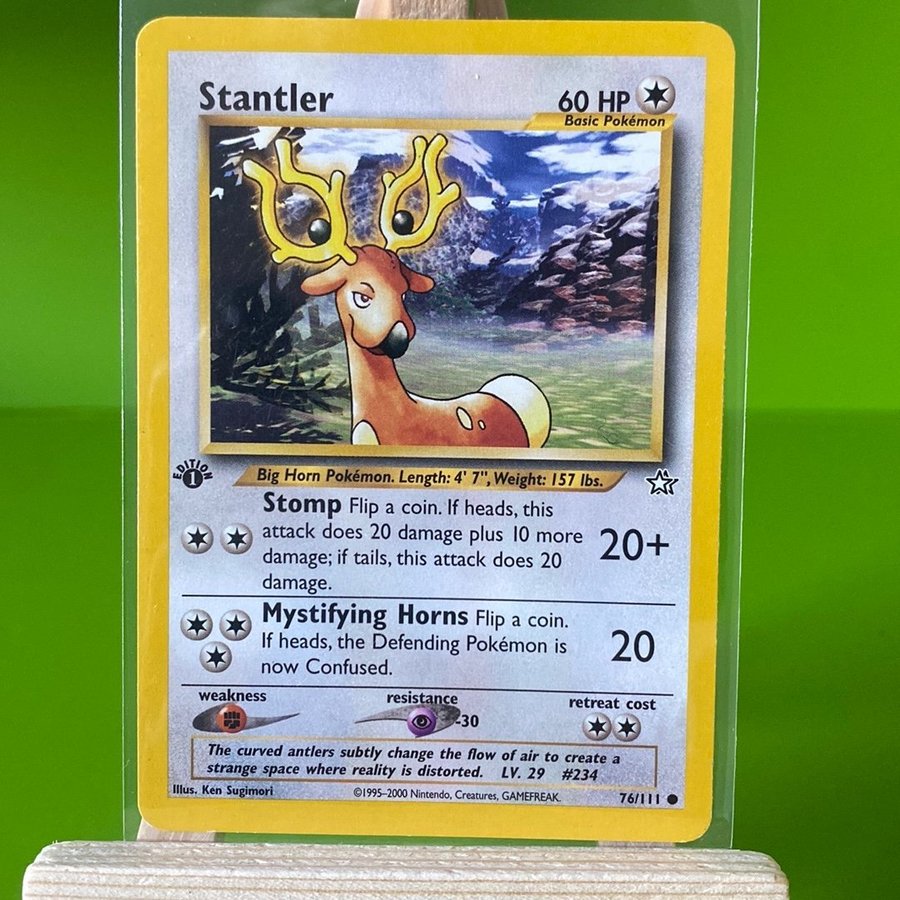 Stantler
60 HP
Basic Pokémon
EDITION
1
Big Horn Pokémon. Length: 4' 7", Weight: 157 lbs.
Stomp Flip a coin. If heads, this
attack does 20 damage plus 10 more
damage; if tails, this attack does 20
damage.
20+
Mystifying Horns Flip a coin.
If heads, the Defending Pokémon is
now Confused.
20
weakness
resistance
-30
retreat cost
The curved antlers subtly change the flow of air to create a
strange space where reality is distorted. LV. 29 #234
Illus. Ken Sugimori
©1995–2000 Nintendo, Creatures, GAMEFREAK.
76/111